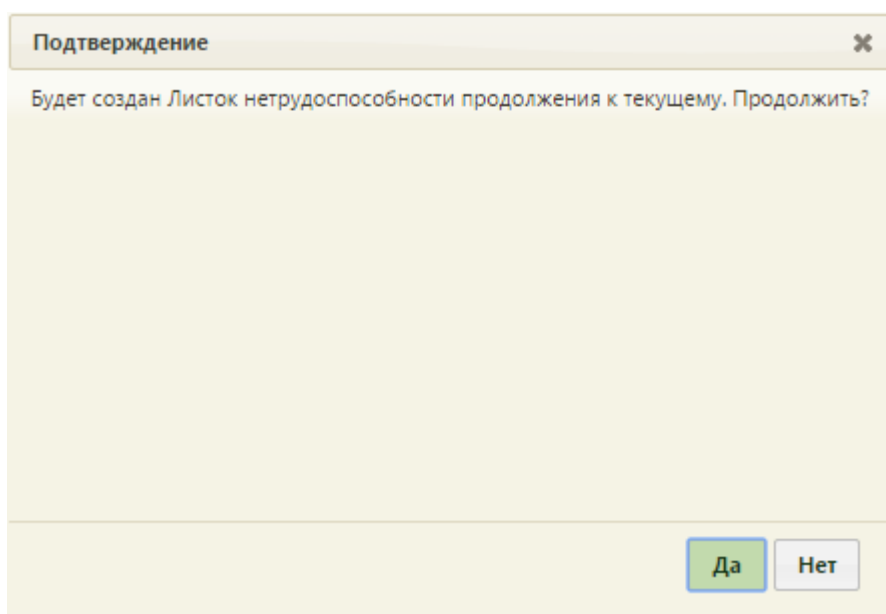 Подтверждение
Будет создан Листок нетрудоспособности продолжения к текущему. Продолжить?
Да Нет